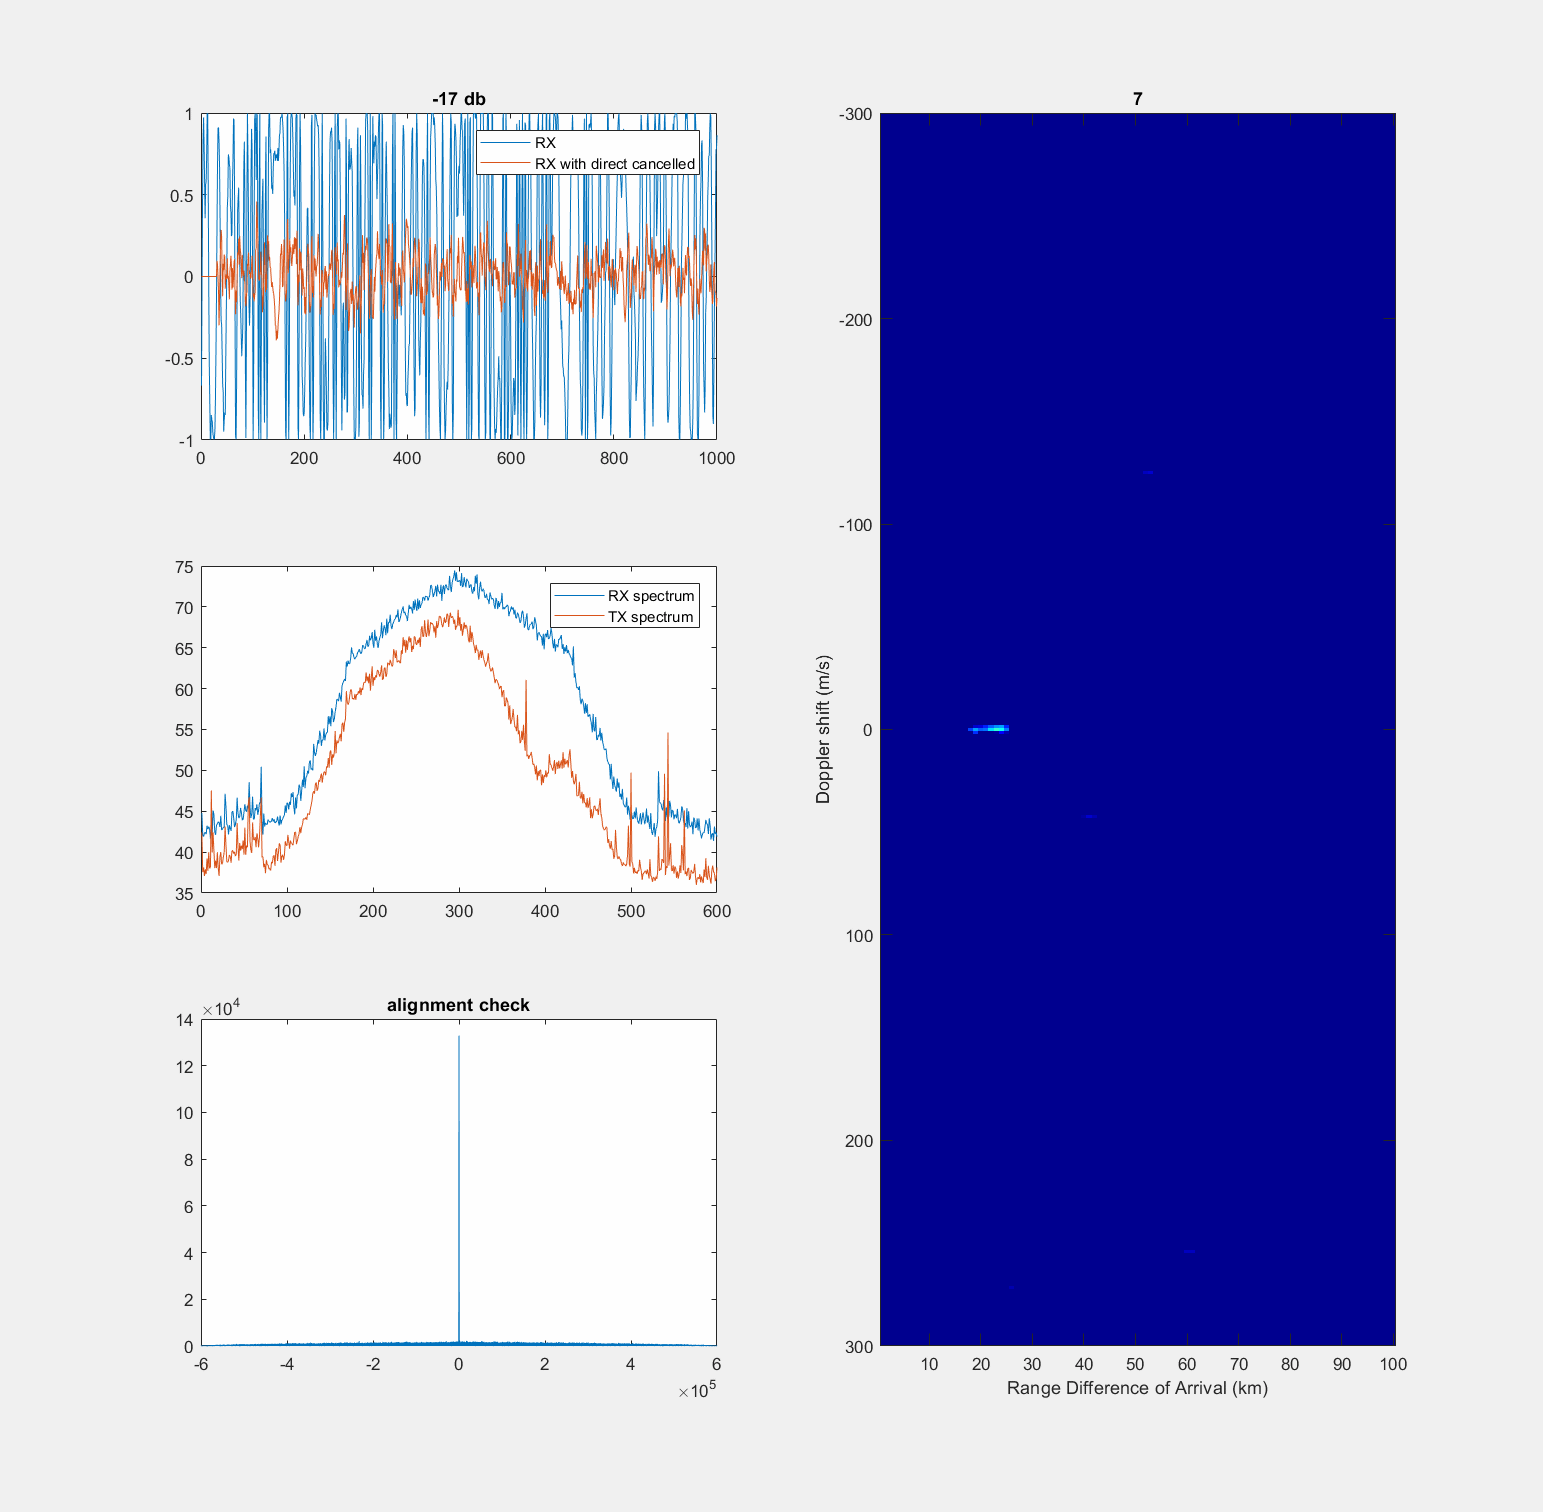 -17 db
1
0.5
0
-0.5
-1
0 200 400 600 800 1000
RX
RX with direct cancelled
75
70
65
60
55
50
45
40
35
0 100 200 300 400 500 600
RX spectrum
TX spectrum
alignment check
×10⁴
14
12
10
8
6
4
2
0
-6 -4 -2 0 2 4 6
×10⁵
7
-300
-200
-100
0
100
200
300
Doppler shift (m/s)
10 20 30 40 50 60 70 80 90 100
Range Difference of Arrival (km)